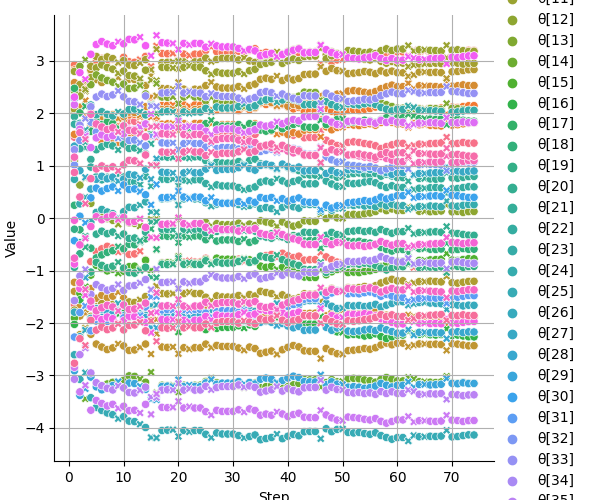 θ[11]
θ[12]
θ[13]
θ[14]
θ[15]
θ[16]
θ[17]
θ[18]
θ[19]
θ[20]
θ[21]
θ[22]
θ[23]
θ[24]
θ[25]
θ[26]
θ[27]
θ[28]
θ[29]
θ[30]
θ[31]
θ[32]
θ[33]
θ[34]
θ[35]
Value
3
2
1
0
−1
−2
−3
−4
0 10 20 30 40 50 60 70
Step